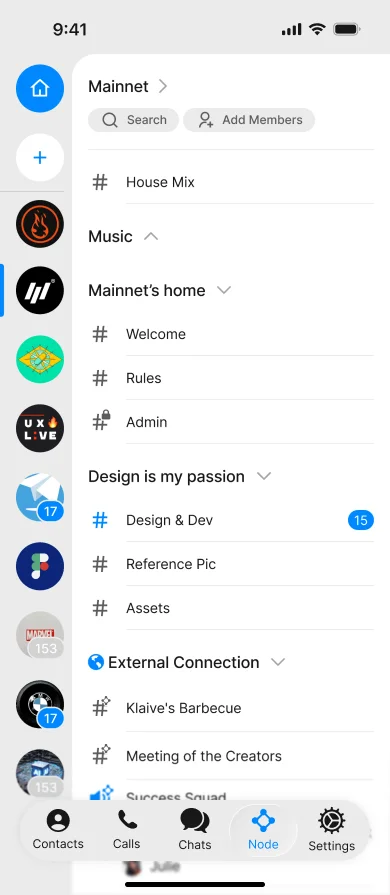 9:41
Mainnet
Search
Add Members
House Mix
Music
Mainnet's home
Welcome
Rules
Admin
UX
LIVE
Design is my passion
17
Design & Dev
15
Reference Pic
Assets
MARVEL
153
External Connection
17
Klaive's Barbecue
Meeting of the Creators
153
Success Squad
Contacts
Calls
Chats
Node
Settings
Julie